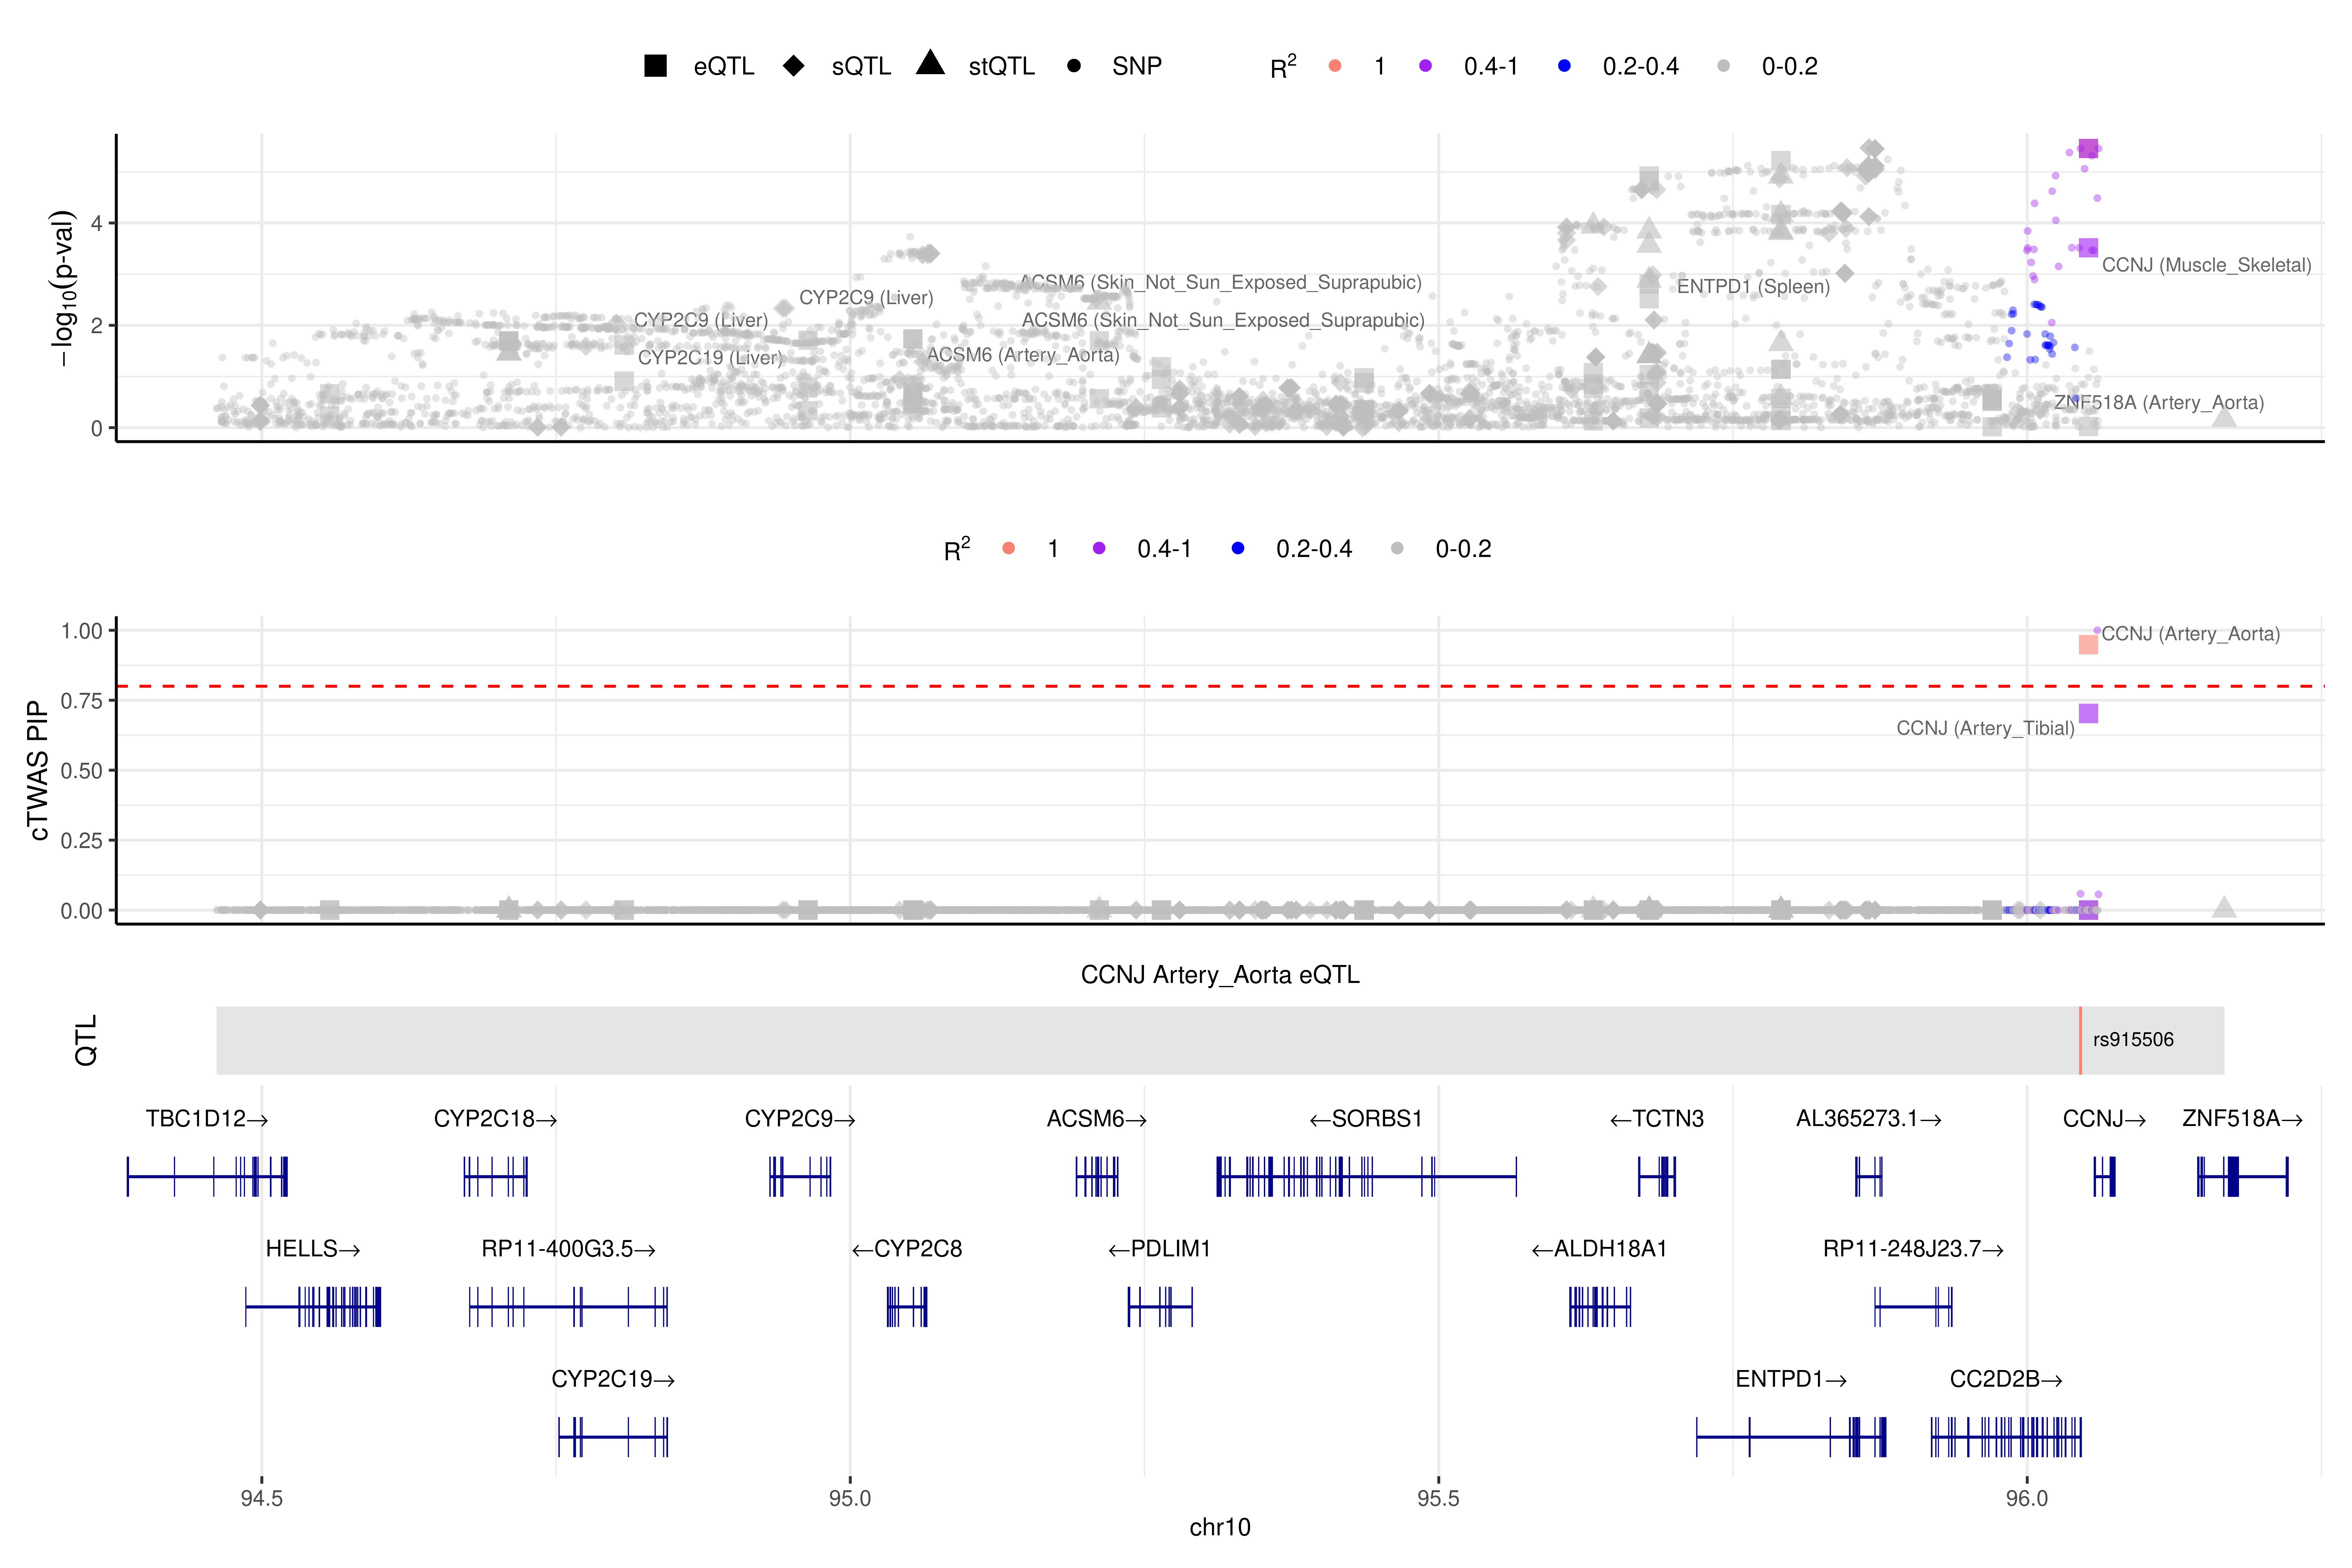 eQTL sQTL stQTL SNP R² 1 0.4-1 0.2-0.4 0-0.2
−log₁₀(p-val)
4
2
0
CYP2C9 (Liver)
CYP2C9 (Liver)
CYP2C19 (Liver)
ACSM6 (Skin_Not_Sun_Exposed_Suprapubic)
ACSM6 (Skin_Not_Sun_Exposed_Suprapubic)
ACSM6 (Artery_Aorta)
ENTPD1 (Spleen)
CCNJ (Muscle_Skeletal)
ZNF518A (Artery_Aorta)
R² 1 0.4-1 0.2-0.4 0-0.2
cTWAS PIP
1.00
0.75
0.50
0.25
0.00
CCNJ (Artery_Aorta)
CCNJ (Artery_Tibial)
CCNJ Artery_Aorta eQTL
QTL
rs915506
TBC1D12→ CYP2C18→ CYP2C9→ ACSM6→ ←SORBS1 ←TCTN3 AL365273.1→ CCNJ→ ZNF518A→
HELLS→ RP11-400G3.5→ ←CYP2C8 ←PDLIM1 ←ALDH18A1 RP11-248J23.7→
CYP2C19→ ENTPD1→ CC2D2B→
94.5 95.0 95.5 96.0
chr10